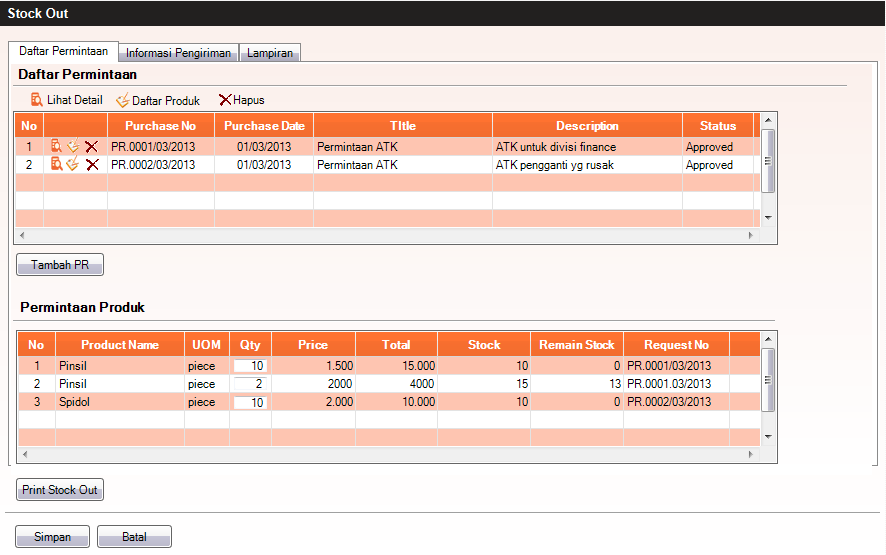 Stock Out
Daftar Permintaan Informasi Pengiriman Lampiran
Daftar Permintaan
Lihat Detail Daftar Produk Hapus
No Purchase No Purchase Date TItle Description Status
1 PR.0001/03/2013 01/03/2013 Permintaan ATK ATK untuk divisi finance Approved
2 PR.0002/03/2013 01/03/2013 Permintaan ATK ATK pengganti yg rusak Approved
Tambah PR
Permintaan Produk
No Product Name UOM Qty Price Total Stock Remain Stock Request No
1 Pinsil piece 10 1.500 15.000 10 0 PR.0001/03/2013
2 Pinsil piece 2 2000 4000 15 13 PR.0001.03/2013
3 Spidol piece 10 2.000 10.000 10 0 PR.0002/03/2013
Print Stock Out
Simpan Batal